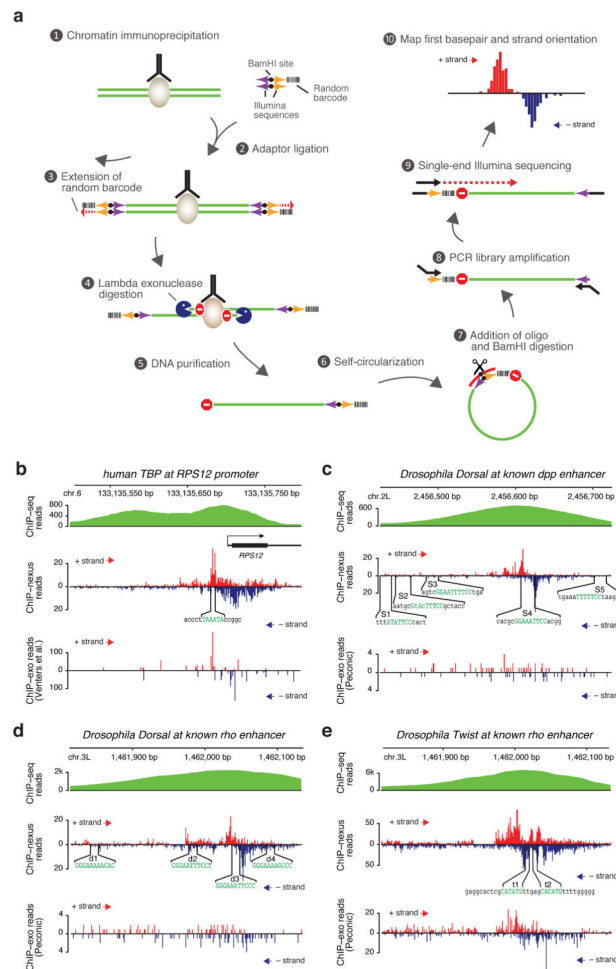 a
1 Chromatin immunoprecipitation
BamHI site
Random
barcode
Illumina
sequences
2 Adaptor ligation
3 Extension of
random barcode
4 Lambda exonuclease
digestion
5 DNA purification
6 Self-circularization
7 Addition of oligo
and BamHI digestion
8 PCR library amplification
9 Single-end Illumina sequencing
10 Map first basepair and strand orientation
+ strand
– strand
b
human TBP at RPS12 promoter
chr.6 133,135,550 bp 133,135,650 bp 133,135,750 bp
ChIP-seq
reads
800
400
0
RPS12
ChIP-nexus
reads
+ strand
20
0
20
acccTAAATAccggc
– strand
ChIP-exo reads
(Venters et al.)
+ strand
100
0
100
– strand
c
Drosophila Dorsal at known dpp enhancer
chr.2L 2,456,500 bp 2,456,600 bp 2,456,700 bp
ChIP-seq
reads
600
0
ChIP-nexus
reads
+ strand
20
0
20
S3
agtcGGAATTTTCCtga
S2
aatgcGtAcTTTCCgctacc
S1
tttATATTCCcact
S4
cacgcGGAAATTCCacgg
S5
tgaaaTTTTTCCtaag
– strand
ChIP-exo reads
(Peconic)
+ strand
4
0
4
– strand
d
Drosophila Dorsal at known rho enhancer
chr.3L 1,461,900 bp 1,462,000 bp 1,462,100 bp
ChIP-seq
reads
2k
0
ChIP-nexus
reads
+ strand
20
0
20
d1
GGGAAAAACAC
d2
CGGAATTTCCT
d4
GGGAAAAGCCC
d3
GGGAAATTCCC
– strand
ChIP-exo reads
(Peconic)
+ strand
4
0
4
– strand
e
Drosophila Twist at known rho enhancer
chr.3L 1,461,900 bp 1,462,000 bp 1,462,100 bp
ChIP-seq
reads
6k
0
ChIP-nexus
reads
+ strand
50
0
50
t1 t2
gaggcactcgCATATGttgagCACATGttttgggggg
– strand
ChIP-exo reads
(Peconic)
+ strand
20
0
20
– strand